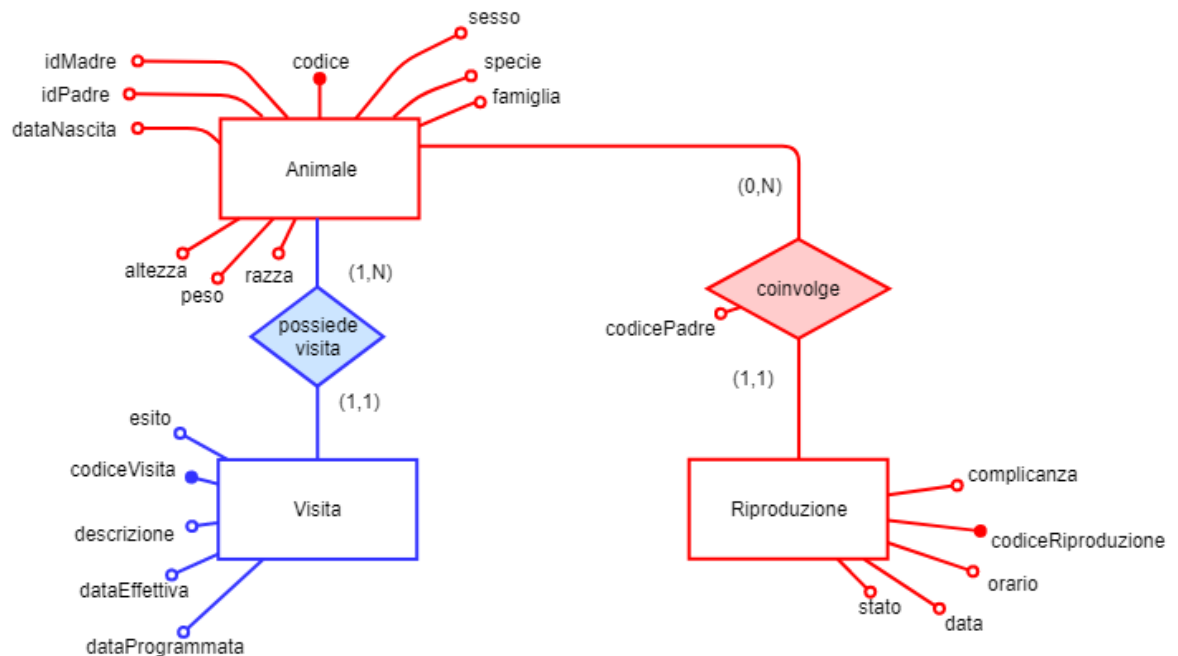 sesso
idMadre
codice
specie
idPadre
famiglia
dataNascita
Animale
(0,N)
altezza
razza
(1,N)
peso
coinvolge
possiede
visita
codicePadre
(1,1)
(1,1)
esito
codiceVisita
complicanza
Visita
Riproduzione
descrizione
codiceRiproduzione
orario
dataEffettiva
stato
data
dataProgrammata